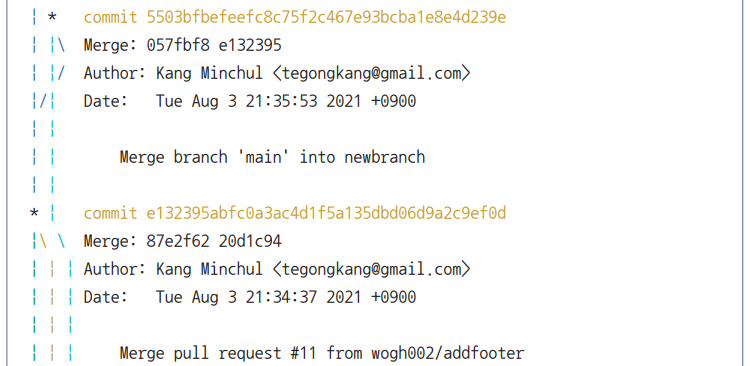 | *   commit 5503bfbefeefc8c75f2c467e93bcba1e8e4d239e
| |\  Merge: 057fbf8 e132395
| |/  Author: Kang Minchul <tegongkang@gmail.com>
|/|   Date:   Tue Aug 3 21:35:53 2021 +0900
| |
| |       Merge branch 'main' into newbranch
| |
* |   commit e132395abfc0a3ac4d1f5a135dbd06d9a2c9ef0d
|\ \  Merge: 87e2f62 20d1c94
| | | Author: Kang Minchul <tegongkang@gmail.com>
| | | Date:   Tue Aug 3 21:34:37 2021 +0900
| | |
| | |     Merge pull request #11 from wogh002/addfooter